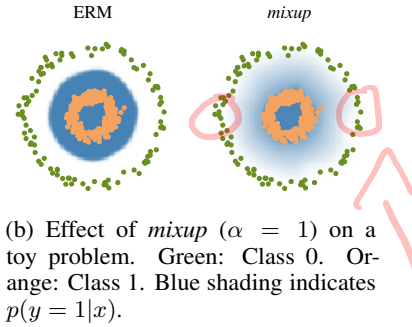 ERM mixup
(b) Effect of mixup (α = 1) on a
toy problem. Green: Class 0. Or-
ange: Class 1. Blue shading indicates
p(y = 1|x).